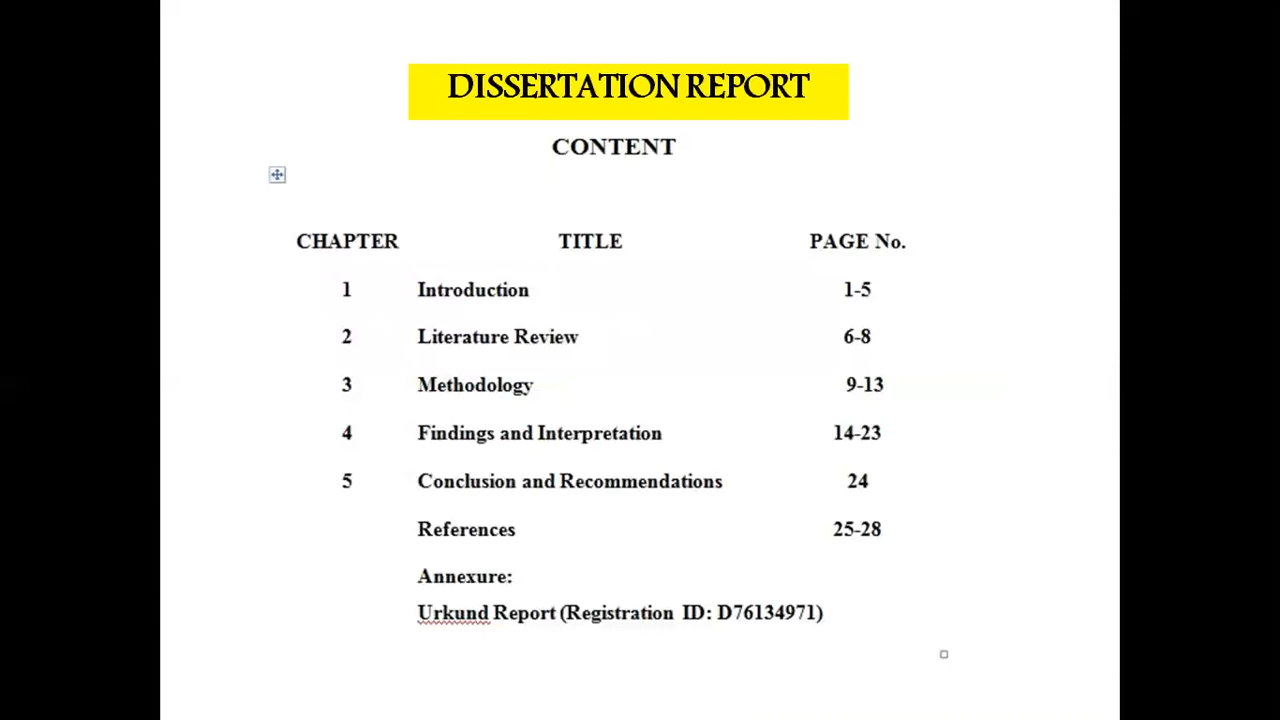 DISSERTATION REPORT
CONTENT
CHAPTER TITLE PAGE No.
1 Introduction 1-5
2 Literature Review 6-8
3 Methodology 9-13
4 Findings and Interpretation 14-23
5 Conclusion and Recommendations 24
References 25-28
Annexure:
Urkund Report (Registration ID: D76134971)